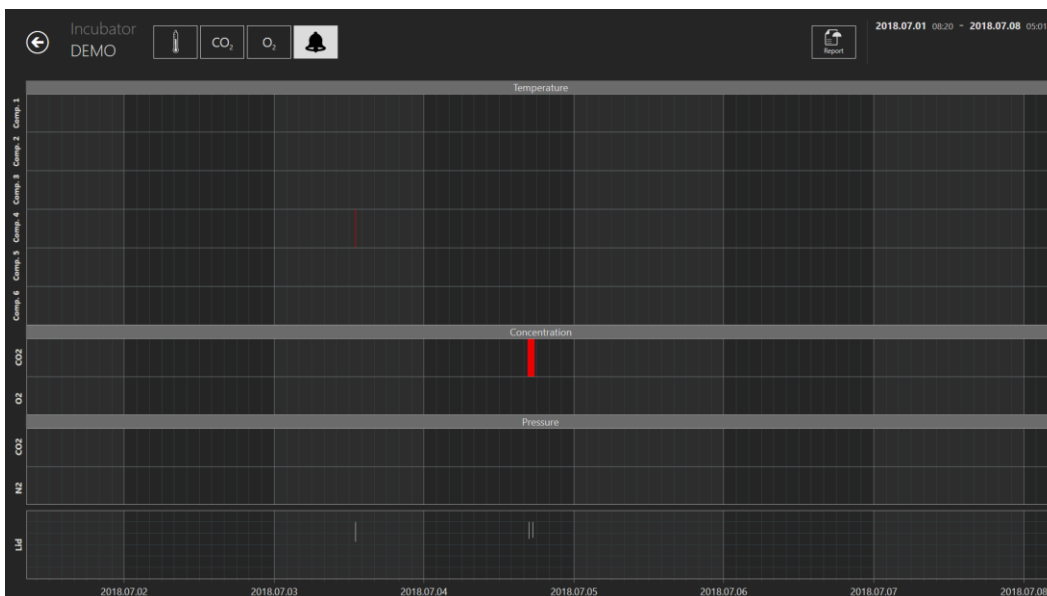 Incubator
DEMO
CO₂
O₂
Report
2018.07.01 08:20 - 2018.07.08 05:01
Temperature
Comp. 1
Comp. 2
Comp. 3
Comp. 4
Comp. 5
Comp. 6
Concentration
CO2
O2
Pressure
CO2
N2
Lid
2018.07.02 2018.07.03 2018.07.04 2018.07.05 2018.07.06 2018.07.07 2018.07.08